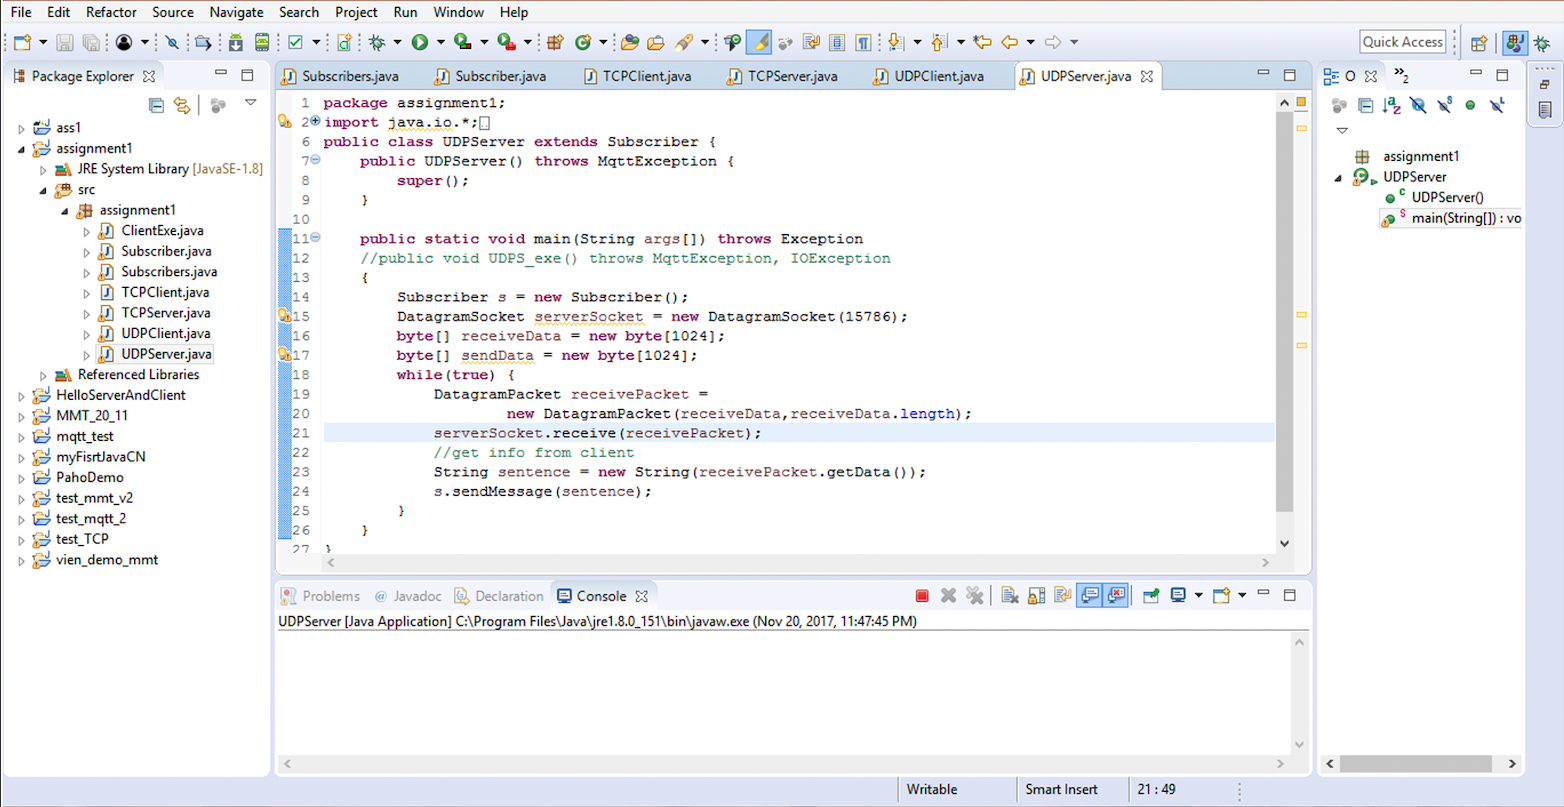 File Edit Refactor Source Navigate Search Project Run Window Help
Quick Access
Package Explorer
ass1
assignment1
JRE System Library [JavaSE-1.8]
src
assignment1
ClientExe.java
Subscriber.java
Subscribers.java
TCPClient.java
TCPServer.java
UDPClient.java
UDPServer.java
Referenced Libraries
HelloServerAndClient
MMT_20_11
mqtt_test
myFisrtJavaCN
PahoDemo
test_mmt_v2
test_mqtt_2
test_TCP
vien_demo_mmt
Subscribers.java Subscriber.java TCPClient.java TCPServer.java UDPClient.java UDPServer.java
1 package assignment1;
2 import java.io.*;
6 public class UDPServer extends Subscriber {
7 public UDPServer() throws MqttException {
8 super();
9 }
10
11 public static void main(String args[]) throws Exception
12 //public void UDPS_exe() throws MqttException, IOException
13 {
14 Subscriber s = new Subscriber();
15 DatagramSocket serverSocket = new DatagramSocket(15786);
16 byte[] receiveData = new byte[1024];
17 byte[] sendData = new byte[1024];
18 while(true) {
19 DatagramPacket receivePacket =
20 new DatagramPacket(receiveData,receiveData.length);
21 serverSocket.receive(receivePacket);
22 //get info from client
23 String sentence = new String(receivePacket.getData());
24 s.sendMessage(sentence);
25 }
26 }
27 }
O
2
assignment1
UDPServer
UDPServer()
main(String[]) : vo
Problems @ Javadoc Declaration Console
UDPServer [Java Application] C:\Program Files\Java\jre1.8.0_151\bin\javaw.exe (Nov 20, 2017, 11:47:45 PM)
Writable Smart Insert 21 : 49